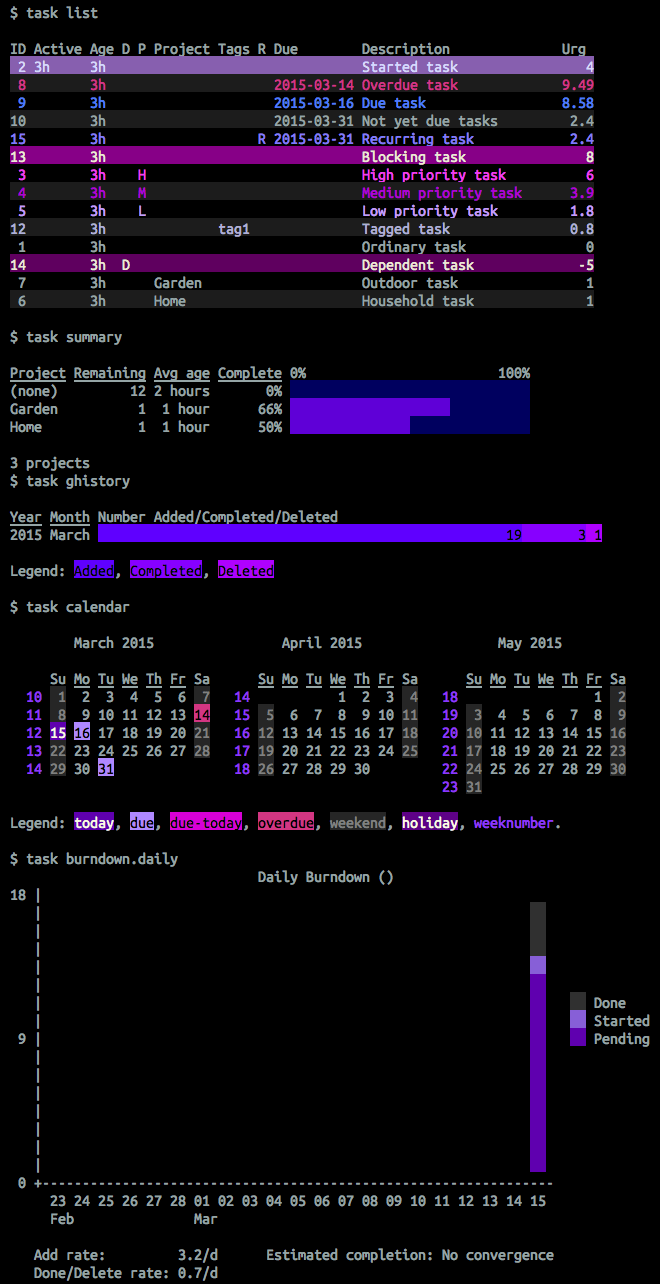 $ task list
ID Active Age D P Project Tags R Due Description Urg
2 3h 3h Started task 4
8 3h 2015-03-14 Overdue task 9.49
9 3h 2015-03-16 Due task 8.58
10 3h 2015-03-31 Not yet due tasks 2.4
15 3h R 2015-03-31 Recurring task 2.4
13 3h Blocking task 8
3 3h H High priority task 6
4 3h M Medium priority task 3.9
5 3h L Low priority task 1.8
12 3h tag1 Tagged task 0.8
1 3h Ordinary task 0
14 3h D Dependent task -5
7 3h Garden Outdoor task 1
6 3h Home Household task 1
$ task summary
Project Remaining Avg age Complete 0% 100%
(none) 12 2 hours 0%
Garden 1 1 hour 66%
Home 1 1 hour 50%
3 projects
$ task ghistory
Year Month Number Added/Completed/Deleted
2015 March 19 3 1
Legend: Added, Completed, Deleted
$ task calendar
March 2015 April 2015 May 2015
Su Mo Tu We Th Fr Sa Su Mo Tu We Th Fr Sa Su Mo Tu We Th Fr Sa
10 1 2 3 4 5 6 7 14 1 2 3 4 18 1 2
11 8 9 10 11 12 13 14 15 5 6 7 8 9 10 11 19 3 4 5 6 7 8 9
12 15 16 17 18 19 20 21 16 12 13 14 15 16 17 18 20 10 11 12 13 14 15 16
13 22 23 24 25 26 27 28 17 19 20 21 22 23 24 25 21 17 18 19 20 21 22 23
14 29 30 31 18 26 27 28 29 30 22 24 25 26 27 28 29 30
23 31
Legend: today, due, due-today, overdue, weekend, holiday, weeknumber.
$ task burndown.daily
Daily Burndown ()
18 |
|
|
|
|
|
Done
Started
9 | Pending
|
|
|
|
|
|
|
0 +----------------------------------------------------------------
23 24 25 26 27 28 01 02 03 04 05 06 07 08 09 10 11 12 13 14 15
Feb Mar
Add rate: 3.2/d Estimated completion: No convergence
Done/Delete rate: 0.7/d